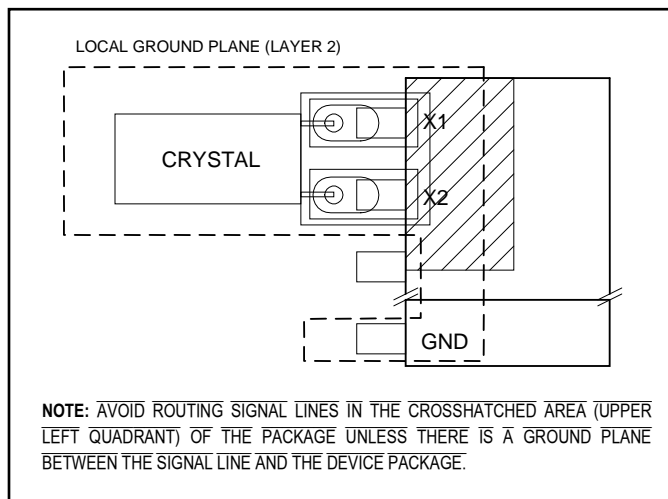 LOCAL GROUND PLANE (LAYER 2)
X1
CRYSTAL
X2
GND
NOTE: AVOID ROUTING SIGNAL LINES IN THE CROSSHATCHED AREA (UPPER
LEFT QUADRANT) OF THE PACKAGE UNLESS THERE IS A GROUND PLANE
BETWEEN THE SIGNAL LINE AND THE DEVICE PACKAGE.